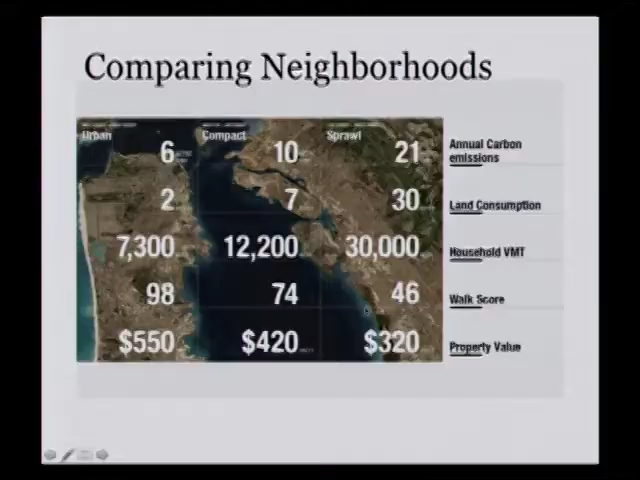 Comparing Neighborhoods
Urban Compact Sprawl
6 10 21 Annual Carbon
emissions
2 7 30 Land Consumption
7,300 12,200 30,000 Household VMT
98 74 46 Walk Score
$550 $420 $320 Property Value